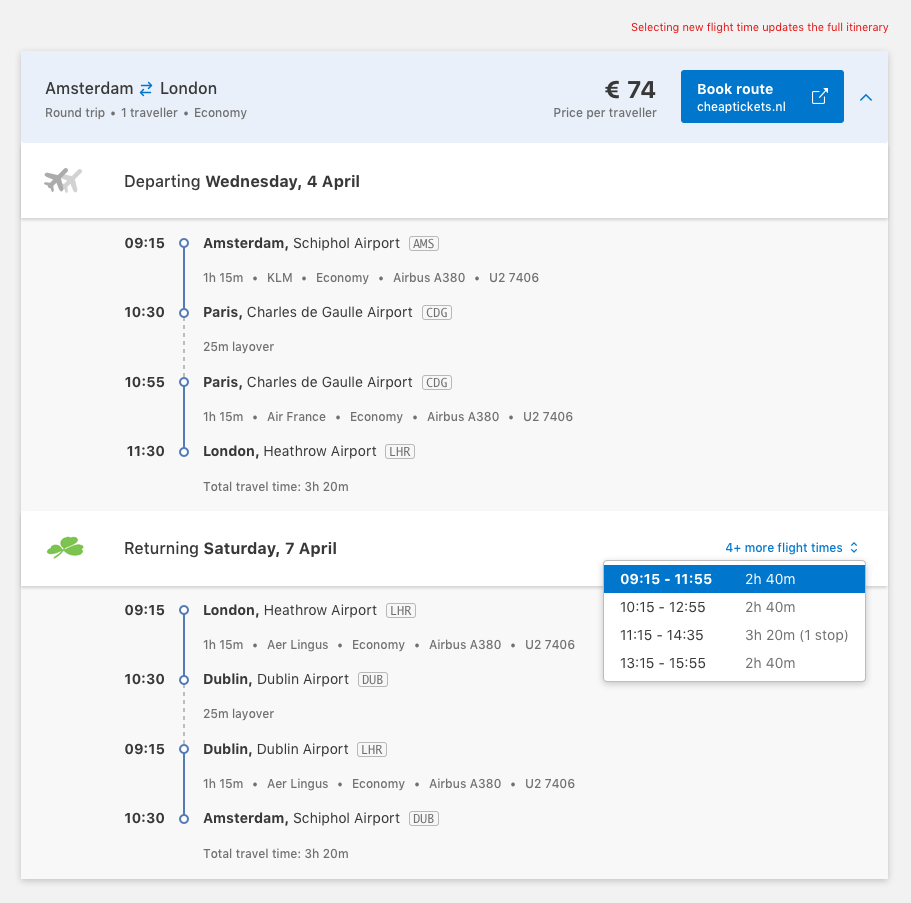 Selecting new flight time updates the full itinerary
Amsterdam ⇄ London
Round trip • 1 traveller • Economy
€ 74
Price per traveller
Book route
cheaptickets.nl
Departing Wednesday, 4 April
09:15 Amsterdam, Schiphol Airport AMS
1h 15m • KLM • Economy • Airbus A380 • U2 7406
10:30 Paris, Charles de Gaulle Airport CDG
25m layover
10:55 Paris, Charles de Gaulle Airport CDG
1h 15m • Air France • Economy • Airbus A380 • U2 7406
11:30 London, Heathrow Airport LHR
Total travel time: 3h 20m
Returning Saturday, 7 April
4+ more flight times
09:15 - 11:55 2h 40m
10:15 - 12:55 2h 40m
11:15 - 14:35 3h 20m (1 stop)
13:15 - 15:55 2h 40m
09:15 London, Heathrow Airport LHR
1h 15m • Aer Lingus • Economy • Airbus A380 • U2 7406
10:30 Dublin, Dublin Airport DUB
25m layover
09:15 Dublin, Dublin Airport LHR
1h 15m • Aer Lingus • Economy • Airbus A380 • U2 7406
10:30 Amsterdam, Schiphol Airport DUB
Total travel time: 3h 20m